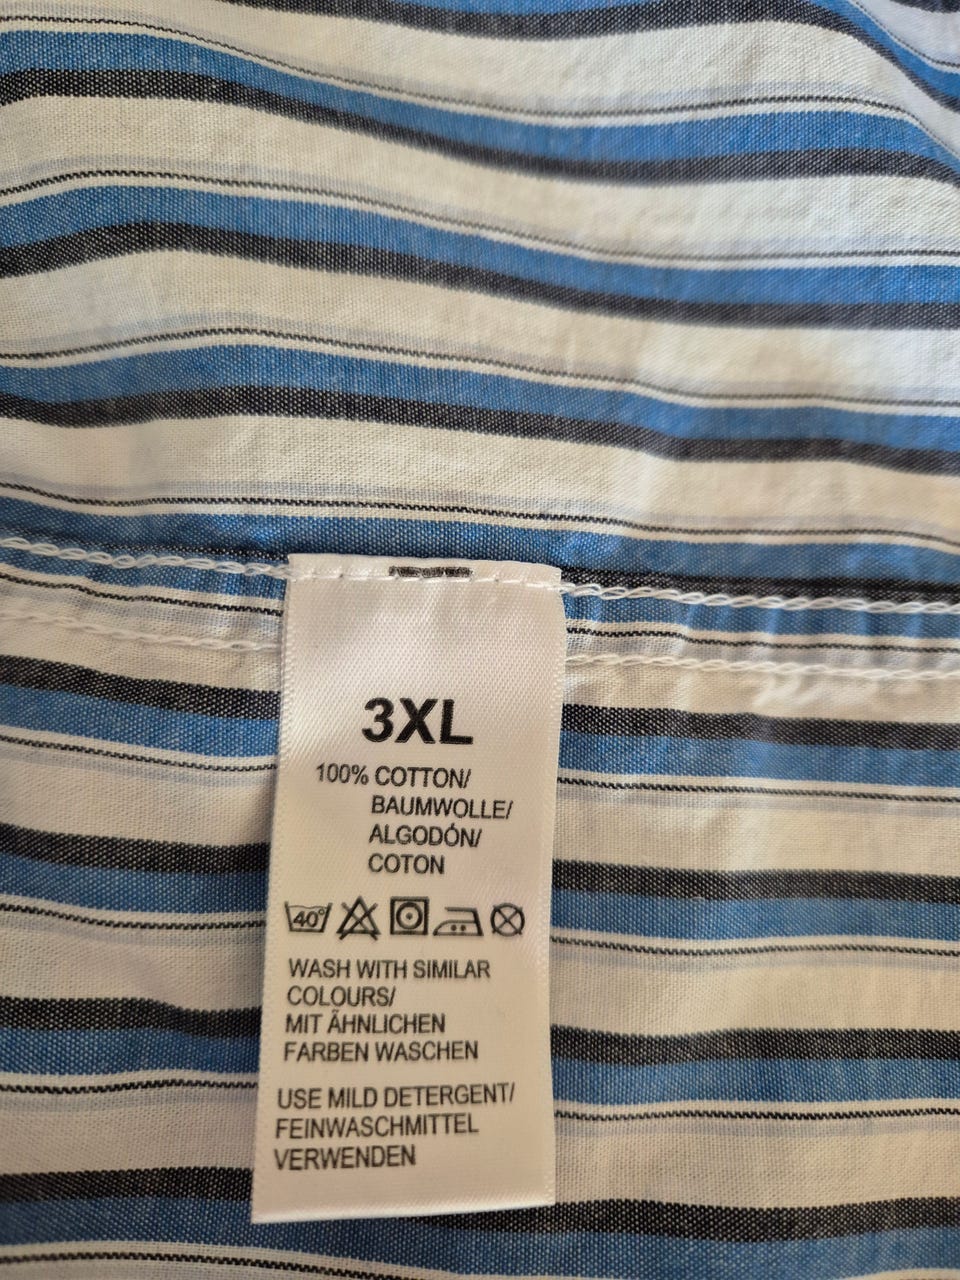 3XL
100% COTTON/
BAUMWOLLE/
ALGODÓN/
COTON
40°
WASH WITH SIMILAR
COLOURS/
MIT ÄHNLICHEN
FARBEN WASCHEN
USE MILD DETERGENT/
FEINWASCHMITTEL
VERWENDEN